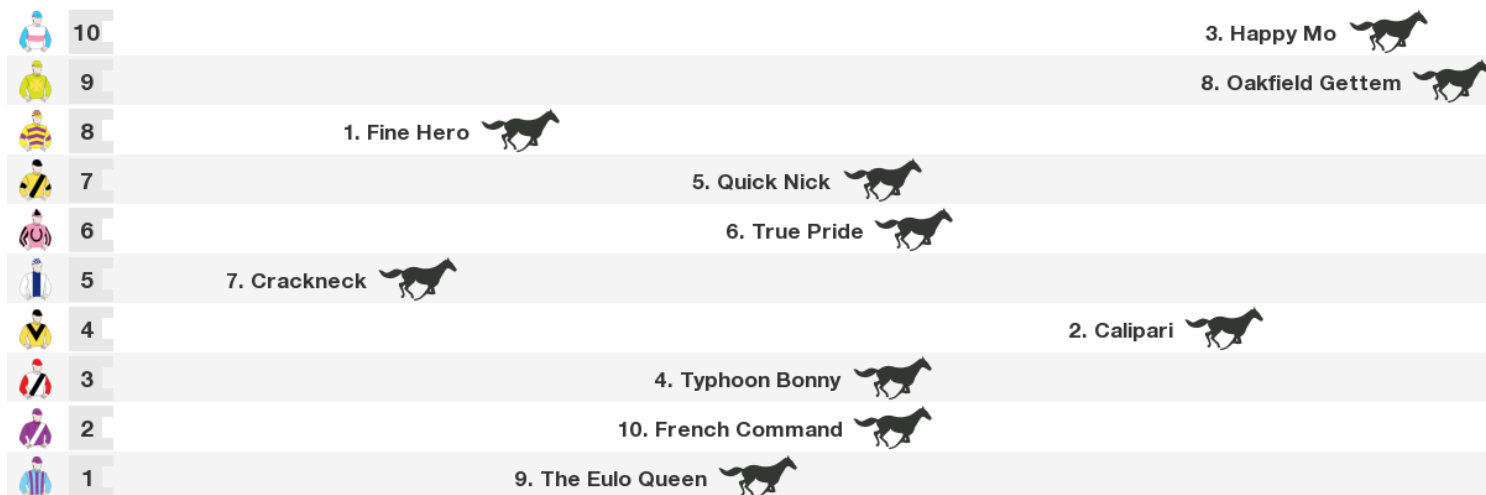 10 3. Happy Mo
9 8. Oakfield Gettem
8 1. Fine Hero
7 5. Quick Nick
6 6. True Pride
5 7. Crackneck
4 2. Calipari
3 4. Typhoon Bonny
2 10. French Command
1 9. The Eulo Queen